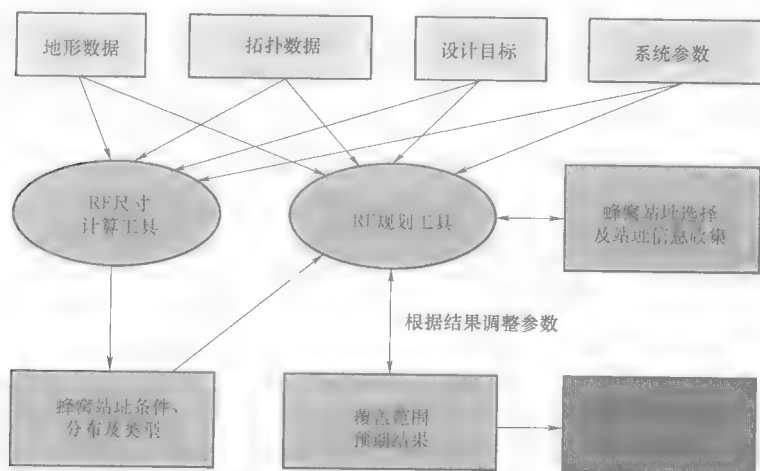 地形数据
拓扑数据
设计目标
系统参数
RF尺寸
计算工具
RF规划工具
蜂窝站址选择
及站址信息收集
根据结果调整参数
蜂窝站址条件、
分布及类型
覆盖范围
预期结果